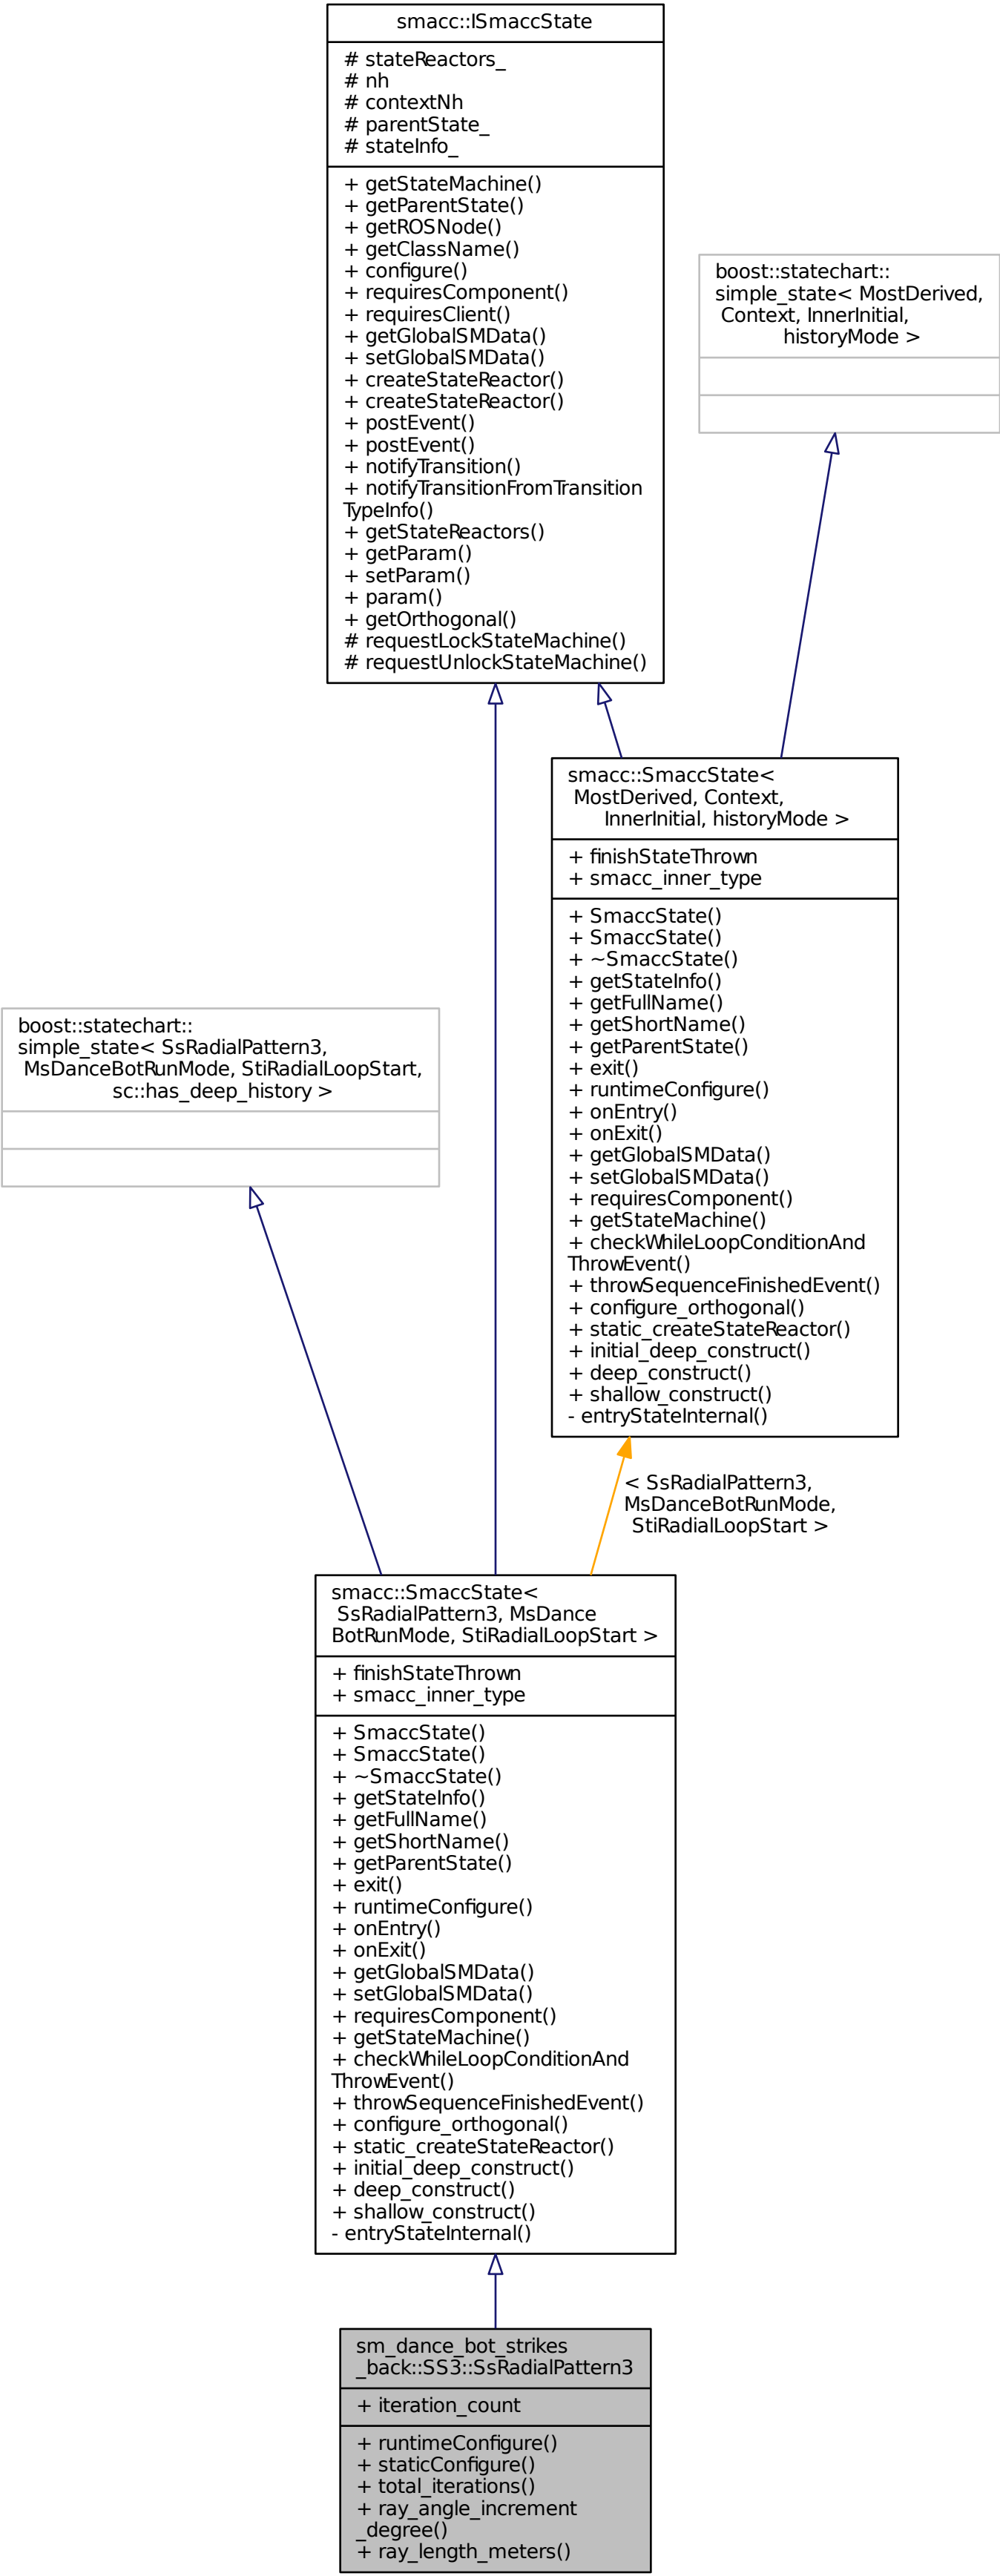 smacc::ISmaccState
# stateReactors_
# nh
# contextNh
# parentState_
# stateInfo_
+ getStateMachine()
+ getParentState()
+ getROSNode()
+ getClassName()
+ configure()
+ requiresComponent()
+ requiresClient()
+ getGlobalSMData()
+ setGlobalSMData()
+ createStateReactor()
+ createStateReactor()
+ postEvent()
+ postEvent()
+ notifyTransition()
+ notifyTransitionFromTransition
TypeInfo()
+ getStateReactors()
+ getParam()
+ setParam()
+ param()
+ getOrthogonal()
# requestLockStateMachine()
# requestUnlockStateMachine()
boost::statechart::
simple_state< MostDerived,
Context, InnerInitial,
historyMode >
smacc::SmaccState<
MostDerived, Context,
InnerInitial, historyMode >
+ finishStateThrown
+ smacc_inner_type
+ SmaccState()
+ SmaccState()
+ ~SmaccState()
+ getStateInfo()
+ getFullName()
+ getShortName()
+ getParentState()
+ exit()
+ runtimeConfigure()
+ onEntry()
+ onExit()
+ getGlobalSMData()
+ setGlobalSMData()
+ requiresComponent()
+ getStateMachine()
+ checkWhileLoopConditionAnd
ThrowEvent()
+ throwSequenceFinishedEvent()
+ configure_orthogonal()
+ static_createStateReactor()
+ initial_deep_construct()
+ deep_construct()
+ shallow_construct()
- entryStateInternal()
boost::statechart::
simple_state< SsRadialPattern3,
MsDanceBotRunMode, StiRadialLoopStart,
sc::has_deep_history >
< SsRadialPattern3,
MsDanceBotRunMode,
StiRadialLoopStart >
smacc::SmaccState<
SsRadialPattern3, MsDance
BotRunMode, StiRadialLoopStart >
+ finishStateThrown
+ smacc_inner_type
+ SmaccState()
+ SmaccState()
+ ~SmaccState()
+ getStateInfo()
+ getFullName()
+ getShortName()
+ getParentState()
+ exit()
+ runtimeConfigure()
+ onEntry()
+ onExit()
+ getGlobalSMData()
+ setGlobalSMData()
+ requiresComponent()
+ getStateMachine()
+ checkWhileLoopConditionAnd
ThrowEvent()
+ throwSequenceFinishedEvent()
+ configure_orthogonal()
+ static_createStateReactor()
+ initial_deep_construct()
+ deep_construct()
+ shallow_construct()
- entryStateInternal()
sm_dance_bot_strikes
_back::SS3::SsRadialPattern3
+ iteration_count
+ runtimeConfigure()
+ staticConfigure()
+ total_iterations()
+ ray_angle_increment
_degree()
+ ray_length_meters()